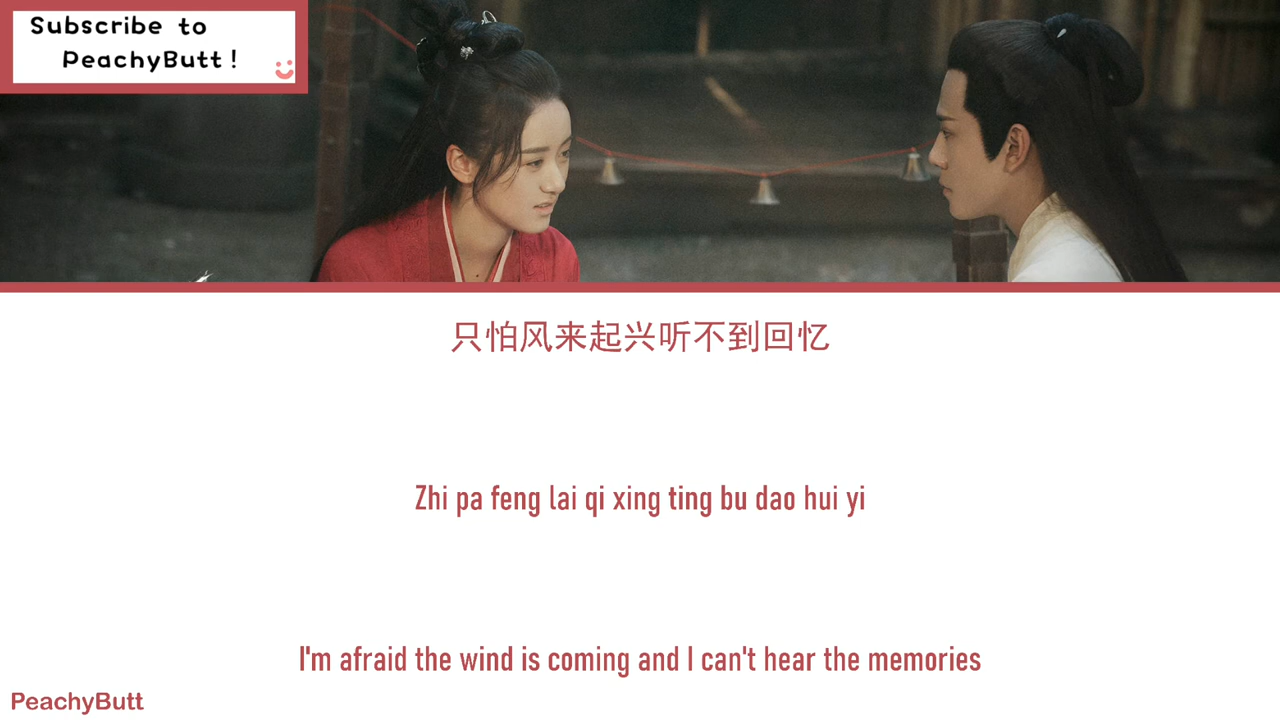 Subscribe to
PeachyButt!
只怕风来起兴听不到回忆
Zhi pa feng lai qi xing ting bu dao hui yi
I'm afraid the wind is coming and I can't hear the memories
PeachyButt